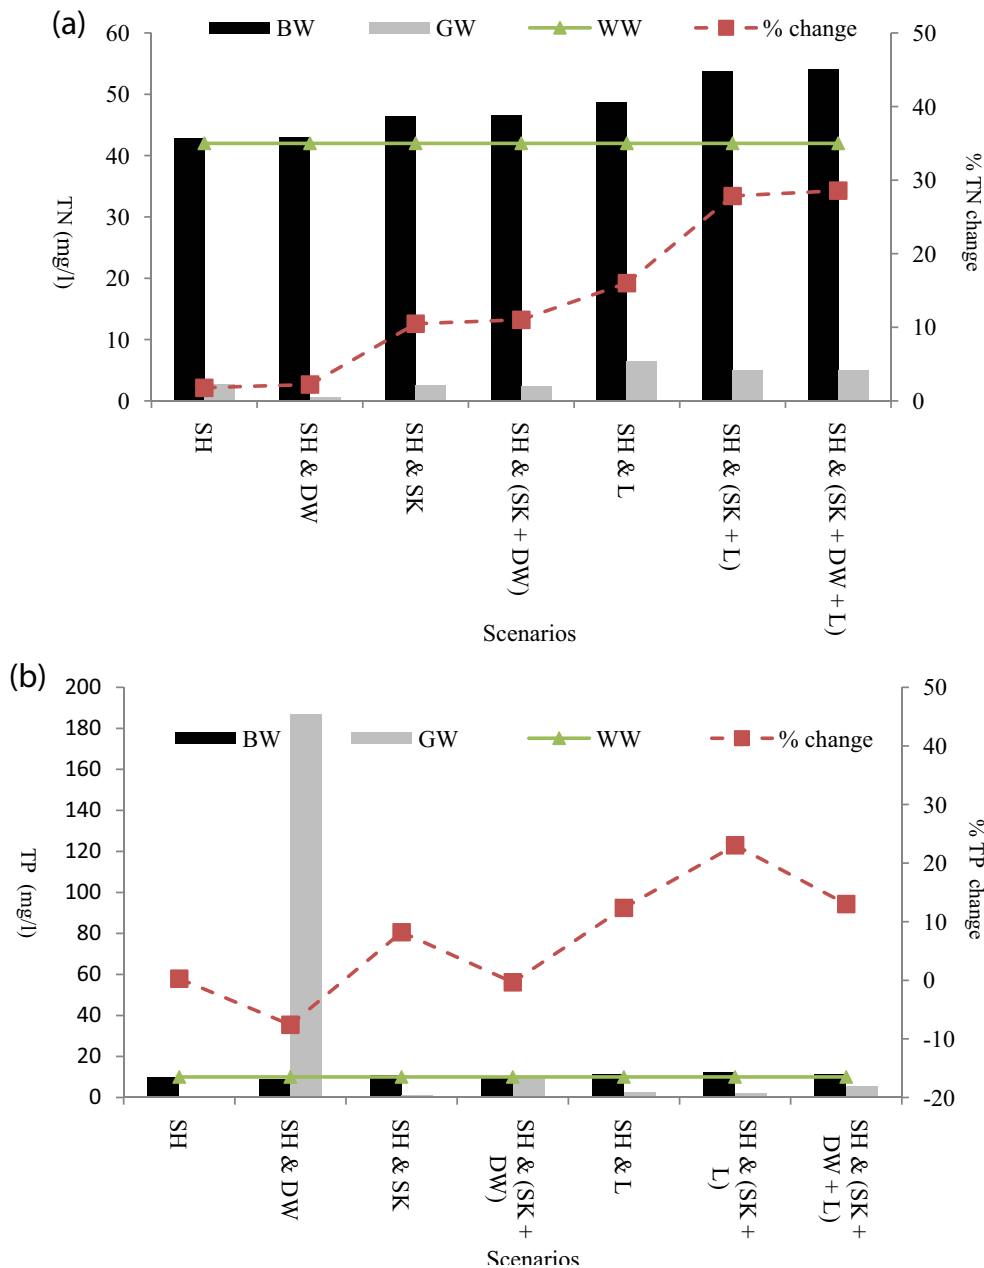 (a)
BW GW WW % change
60
50
40
30
20
10
0
TN (mg/l)
50
40
30
20
10
0
% TN change
SH
SH & DW
SH & SK
SH & (SK + DW)
SH & L
SH & (SK + L)
SH & (SK + DW + L)
Scenarios
(b)
BW GW WW % change
200
180
160
140
120
100
80
60
40
20
0
TP (mg/l)
50
40
30
20
10
0
-10
-20
% TP change
SH
SH & DW
SH & SK
SH & (SK +
DW)
SH & L
SH & (SK +
L)
SH & (SK +
DW + L)
Scenarios